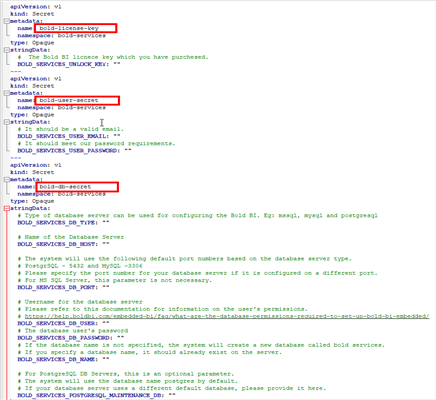 apiVersion: v1
kind: Secret
metadata:
name: bold-license-key
namespace: bold-services
type: Opaque
stringData:
# The Bold BI licnece key which you have purchesed.
BOLD_SERVICES_UNLOCK_KEY: ""
---
apiVersion: v1
kind: Secret
metadata:
name: bold-user-secret
namespace: bold-services
type: Opaque
stringData:
# It should be a valid email.
BOLD_SERVICES_USER_EMAIL: ""
# It should meet our password requirements.
BOLD_SERVICES_USER_PASSWORD: ""
---
apiVersion: v1
kind: Secret
metadata:
name: bold-db-secret
namespace: bold-services
type: Opaque
stringData:
# Type of database server can be used for configuring the Bold BI. Eg: mssql, mysql and postgresql
BOLD_SERVICES_DB_TYPE: ""
# Name of the Database Server
BOLD_SERVICES_DB_HOST: ""
# The system will use the following default port numbers based on the database server type.
# PostgrSQL - 5432 and MySQL -3306
# Please specify the port number for your database server if it is configured on a different port.
# For MS SQL Server, this parameter is not necessary.
BOLD_SERVICES_DB_PORT: ""
# Username for the database server
# Please refer to this documentation for information on the user's permissions.
# https://help.boldbi.com/embedded-bi/faq/what-are-the-database-permissions-required-to-set-up-bold-bi-embedded/
BOLD_SERVICES_DB_USER: ""
# The database user's password
BOLD_SERVICES_DB_PASSWORD: ""
# If the database name is not specified, the system will create a new database called bold services.
# If you specify a database name, it should already exist on the server.
BOLD_SERVICES_DB_NAME: ""
# For PostgreSQL DB Servers, this is an optional parameter.
# The system will use the database name postgres by default.
# If your database server uses a different default database, please provide it here.
BOLD_SERVICES_POSTGRESQL_MAINTENANCE_DB: ""